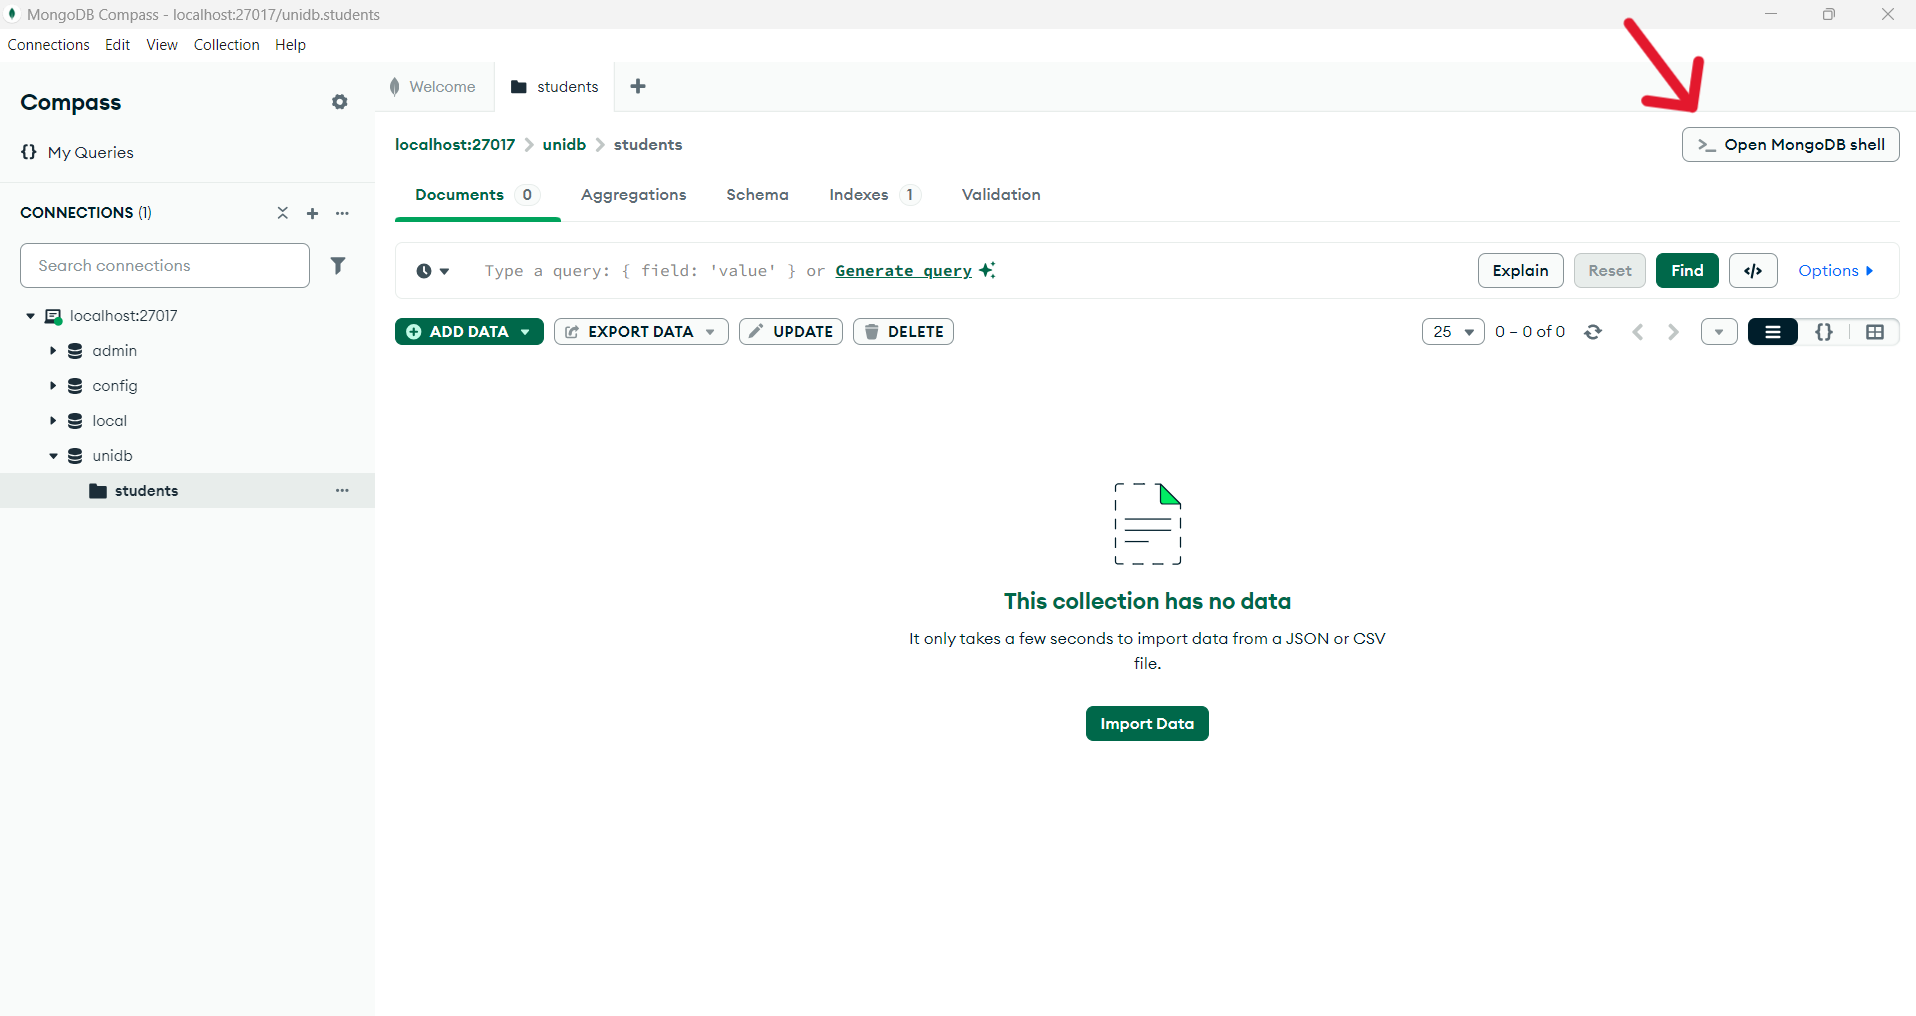 MongoDB Compass - localhost:27017/unidb.students
Connections Edit View Collection Help
Compass
{} My Queries
CONNECTIONS (1)
Search connections
localhost:27017
admin
config
local
unidb
students
Welcome
students
localhost:27017 > unidb > students
>_ Open MongoDB shell
Documents 0 Aggregations Schema Indexes 1 Validation
Type a query: { field: 'value' } or Generate query
Explain Reset Find </> Options
ADD DATA EXPORT DATA UPDATE DELETE
25 0 – 0 of 0 {}
This collection has no data
It only takes a few seconds to import data from a JSON or CSV
file.
Import Data